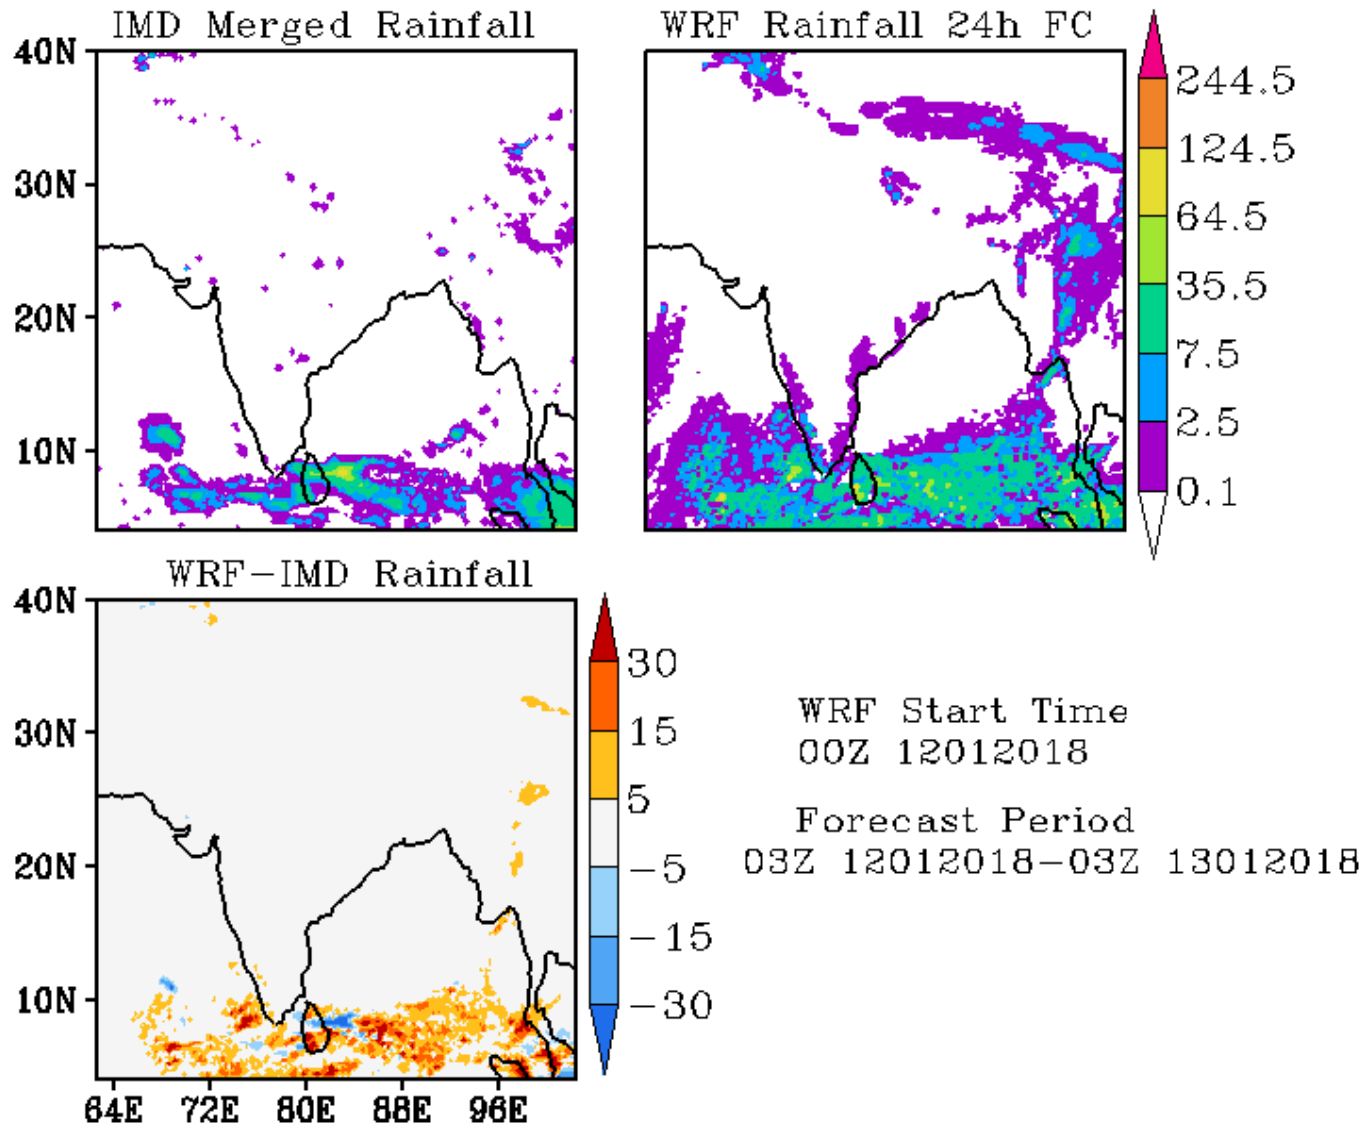 IMD Merged Rainfall
WRF Rainfall 24h FC
40N
30N
20N
10N
244.5
124.5
64.5
35.5
7.5
2.5
0.1
WRF-IMD Rainfall
40N
30N
20N
10N
64E 72E 80E 88E 96E
30
15
5
-5
-15
-30
WRF Start Time
00Z 12012018
Forecast Period
03Z 12012018-03Z 13012018